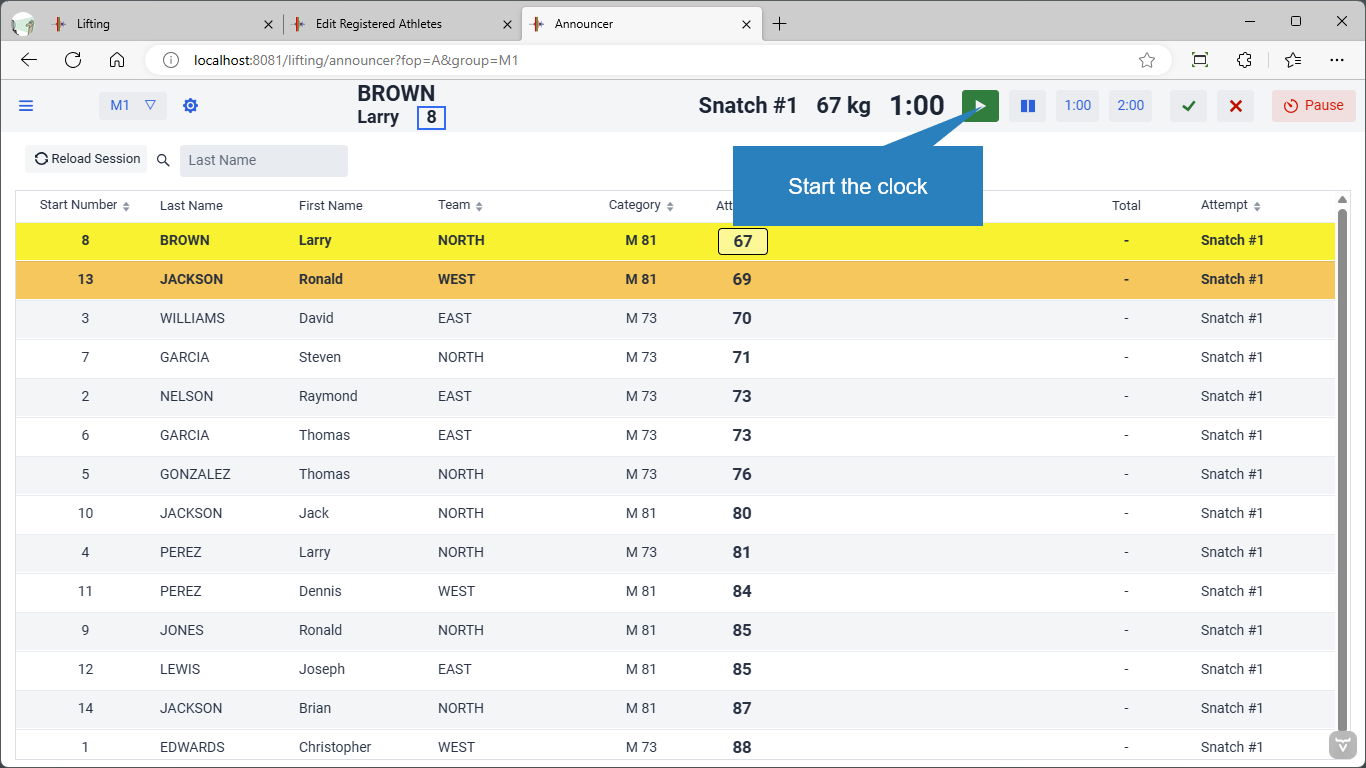 Lifting
Edit Registered Athletes
Announcer
localhost:8081/lifting/announcer?fop=A&group=M1
M1
BROWN
Larry 8
Snatch #1 67 kg 1:00
1:00 2:00
Pause
Start the clock
Reload Session
Last Name
Start Number Last Name First Name Team Category Total Attempt
8 BROWN Larry NORTH M 81 67 - Snatch #1
13 JACKSON Ronald WEST M 81 69 - Snatch #1
3 WILLIAMS David EAST M 73 70 - Snatch #1
7 GARCIA Steven NORTH M 73 71 - Snatch #1
2 NELSON Raymond EAST M 73 73 - Snatch #1
6 GARCIA Thomas EAST M 73 73 - Snatch #1
5 GONZALEZ Thomas NORTH M 73 76 - Snatch #1
10 JACKSON Jack NORTH M 81 80 - Snatch #1
4 PEREZ Larry NORTH M 73 81 - Snatch #1
11 PEREZ Dennis WEST M 81 84 - Snatch #1
9 JONES Ronald NORTH M 81 85 - Snatch #1
12 LEWIS Joseph EAST M 81 85 - Snatch #1
14 JACKSON Brian NORTH M 81 87 - Snatch #1
1 EDWARDS Christopher WEST M 73 88 - Snatch #1